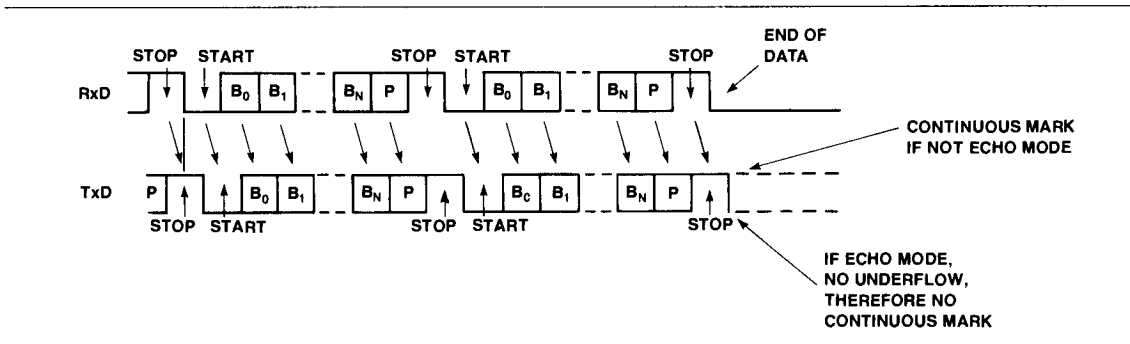 END OF
DATA
STOP START STOP START STOP
RxD B0 B1 BN P B0 B1 BN P
CONTINUOUS MARK
IF NOT ECHO MODE
TxD P B0 B1 BN P BC B1 BN P
STOP START STOP START STOP
IF ECHO MODE,
NO UNDERFLOW,
THEREFORE NO
CONTINUOUS MARK